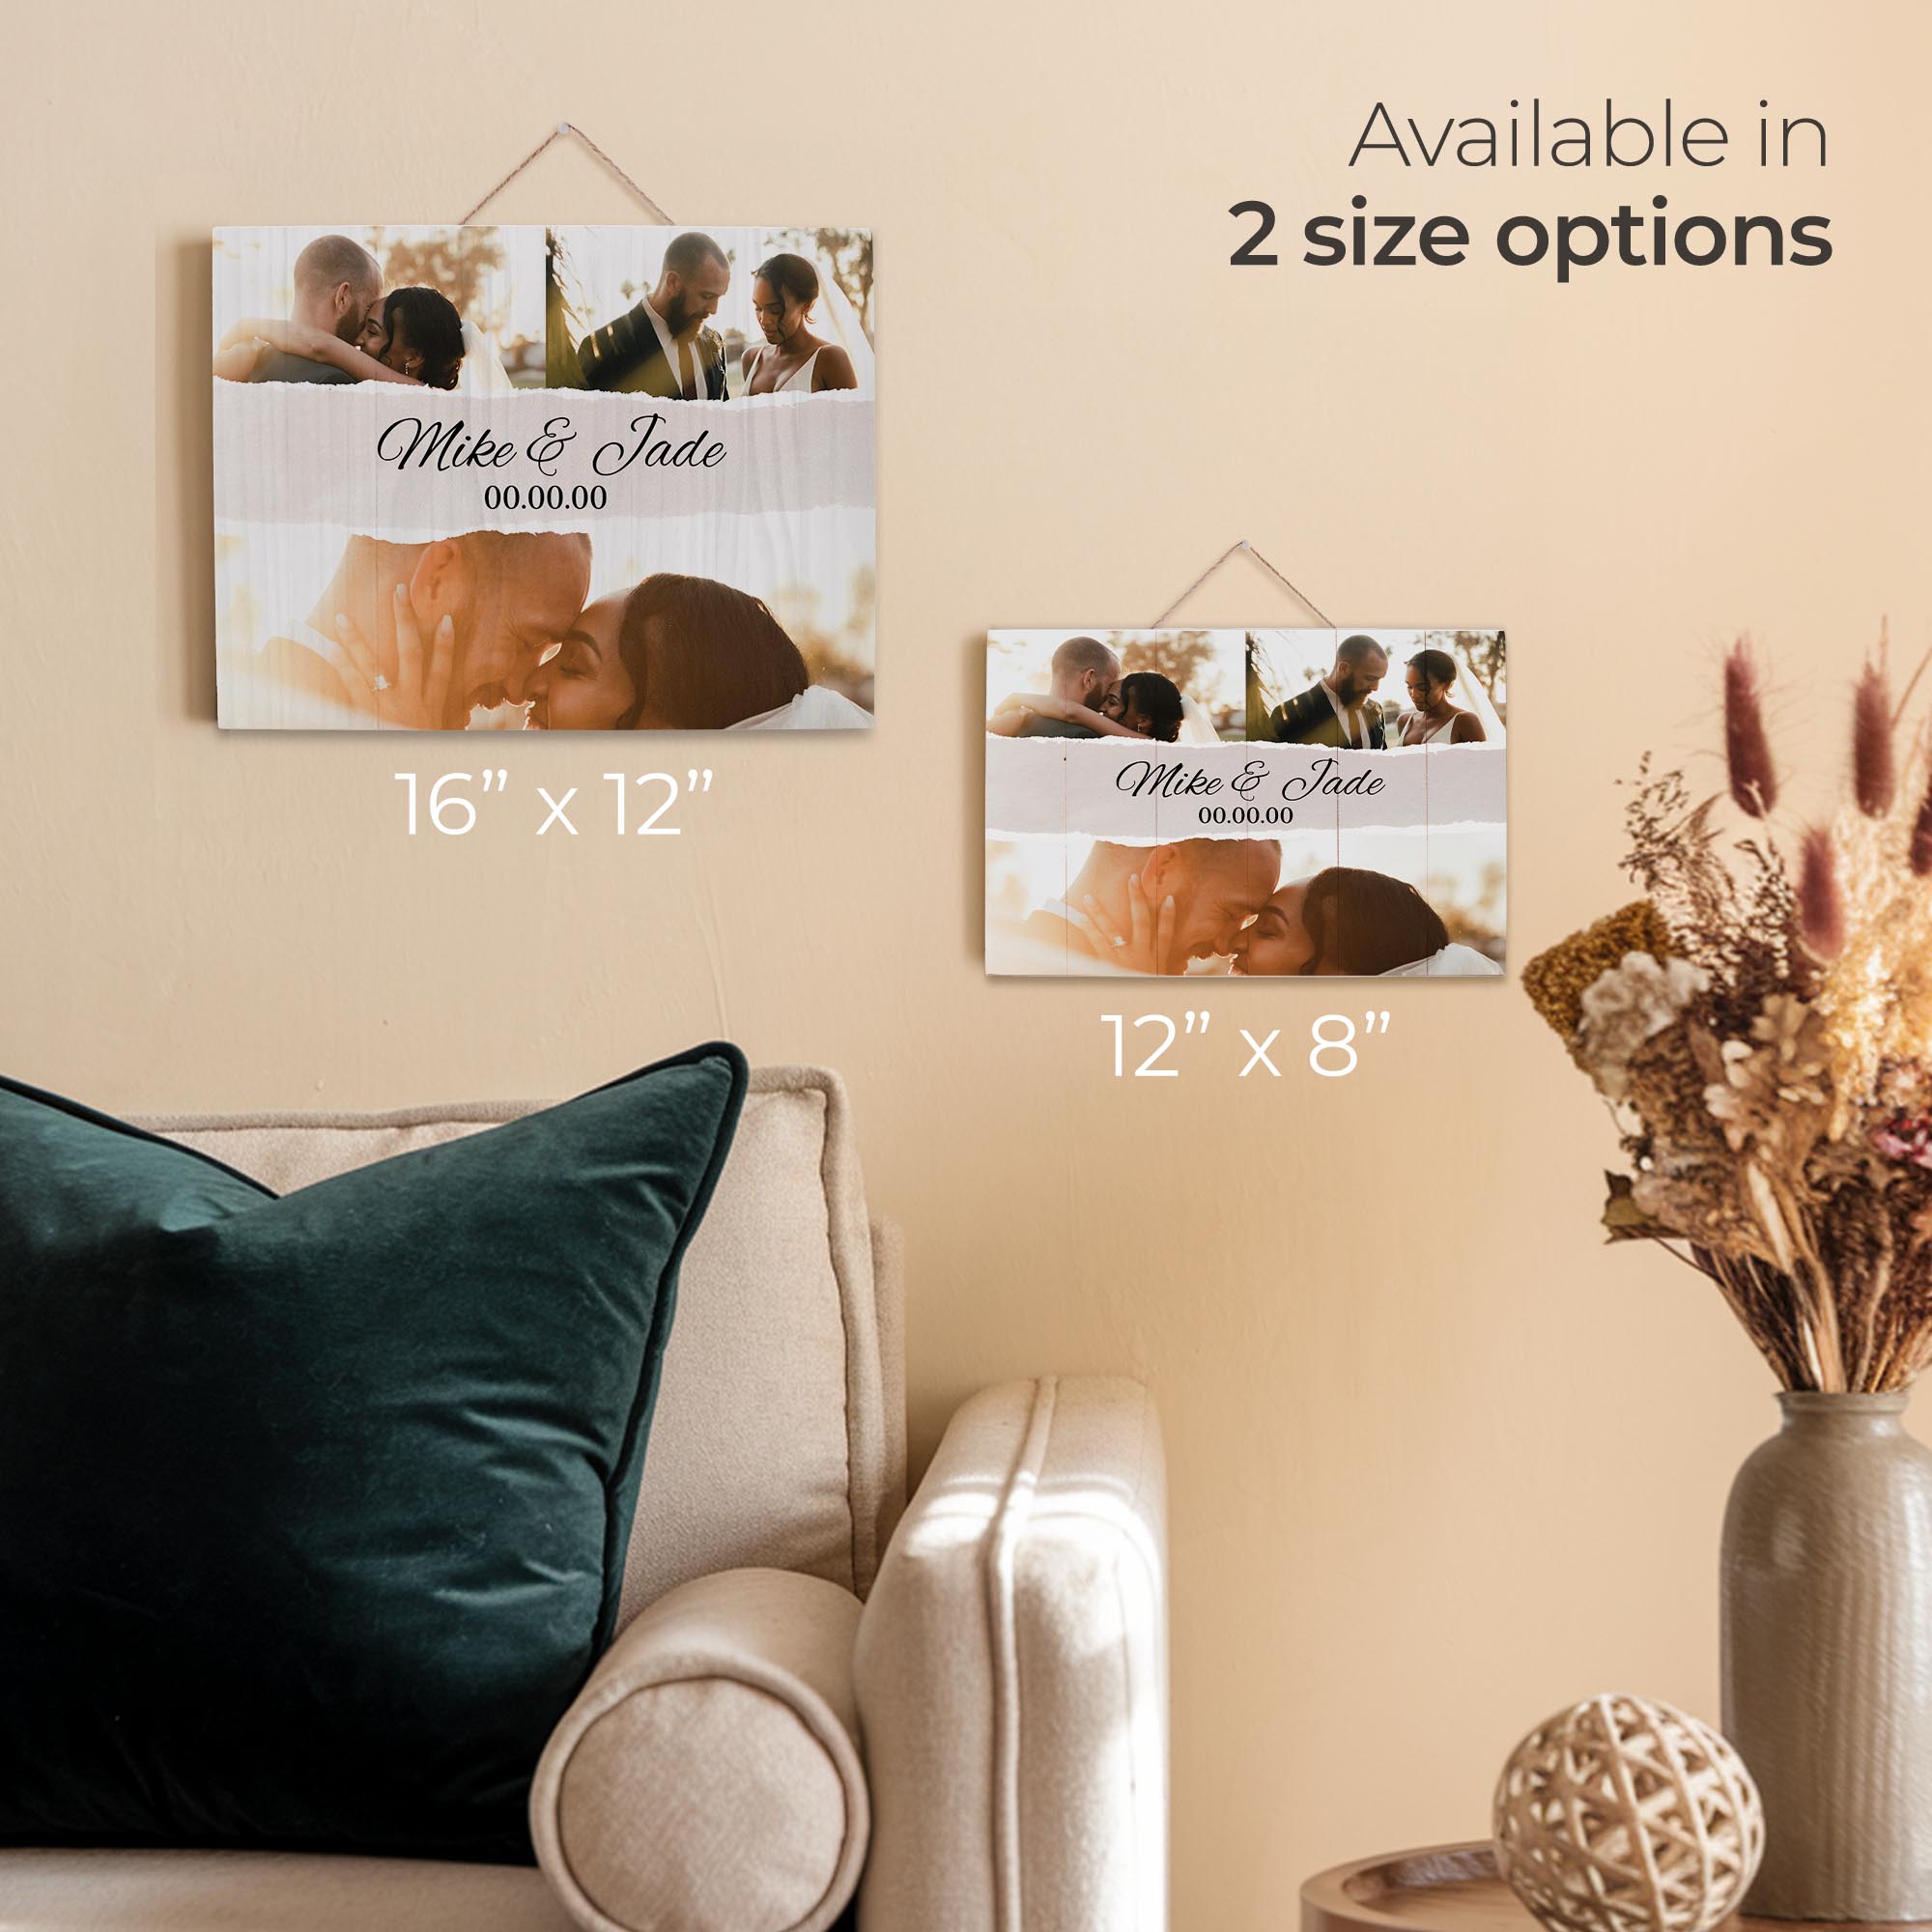 Available in
2 size options
Mike & Jade
00.00.00
16” x 12”
Mike & Jade
00.00.00
12” x 8”